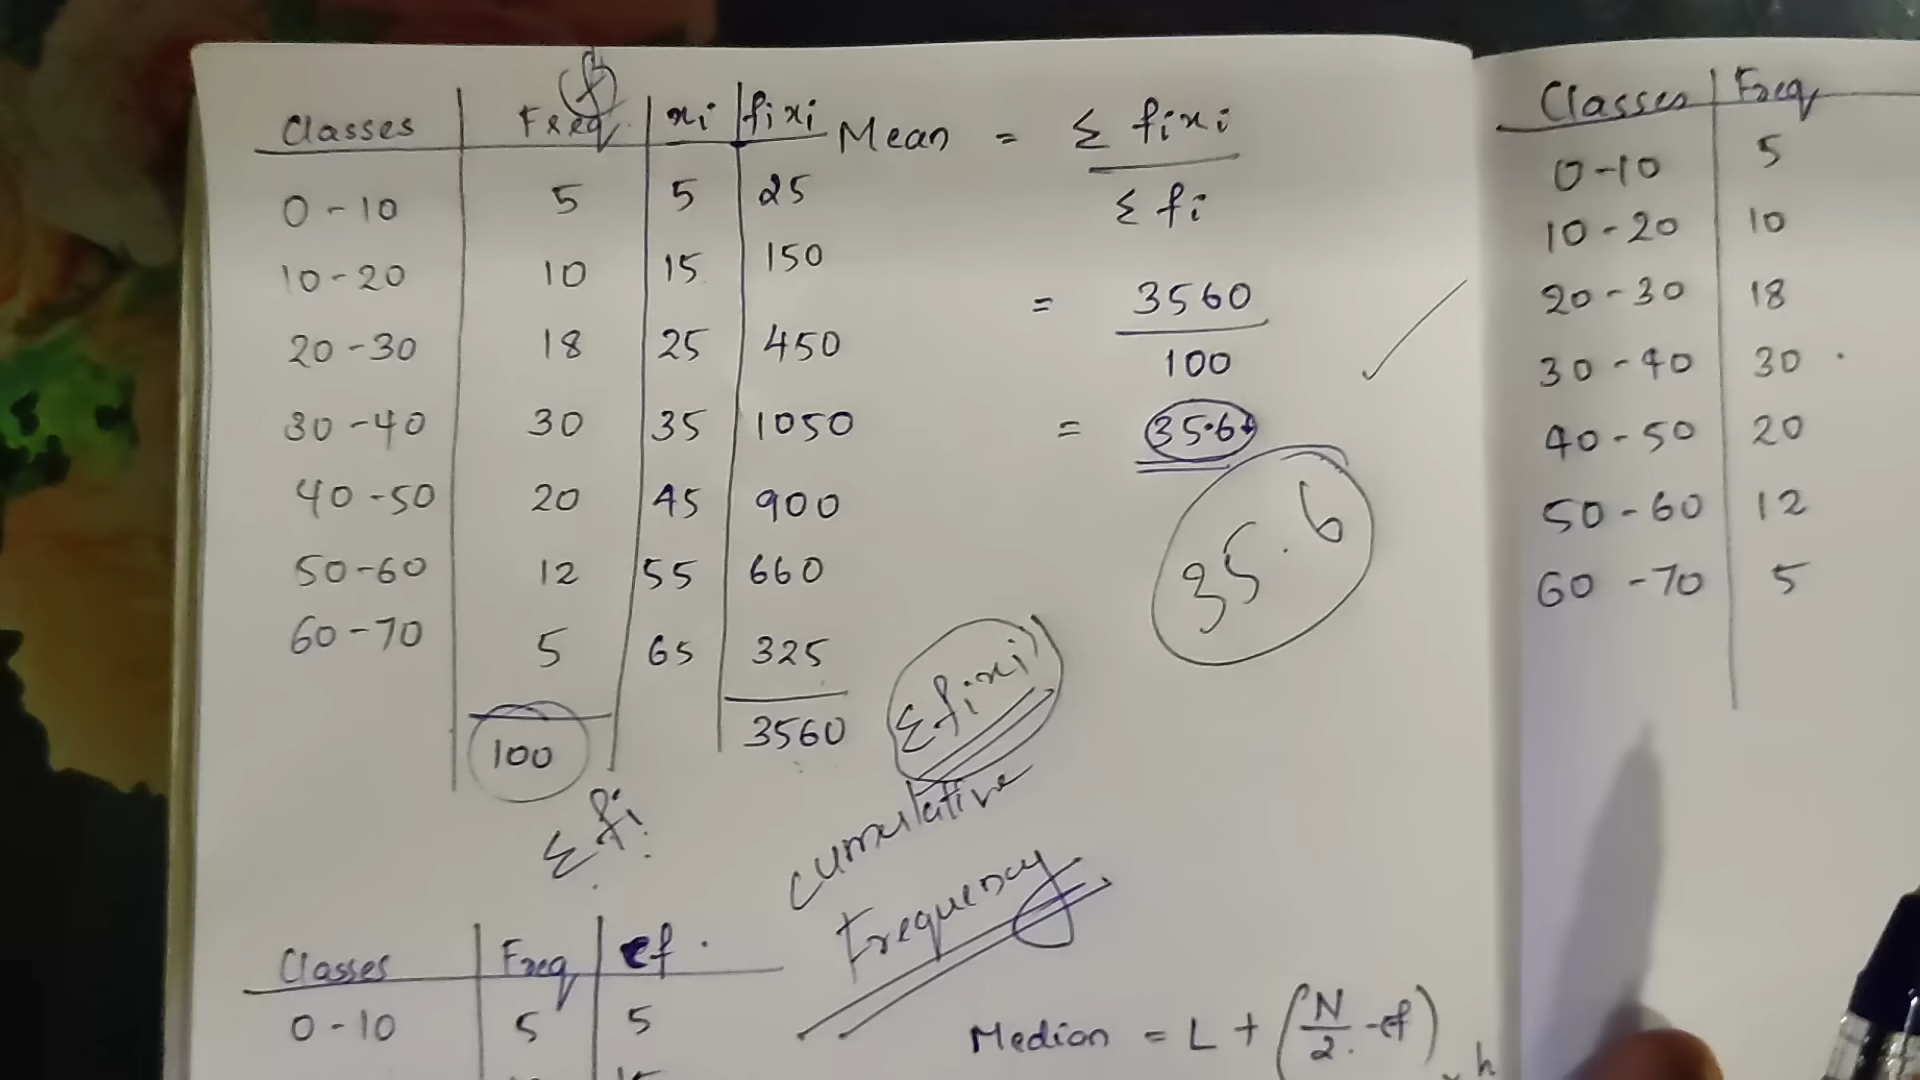 Classes Freq (f) xi fixi
0-10 5 5 25
10-20 10 15 150
20-30 18 25 450
30-40 30 35 1050
40-50 20 45 900
50-60 12 55 660
60-70 5 65 325
100 3560
Σfi
Σfixi
Mean = Σ fixi
Σ fi
= 3560
100
= 35.6
35.6
cumulative
Frequency
Classes Freq cf
0-10 5 5
Median = L + (N/2 - cf)
h
Classes Freq
0-10 5
10-20 10
20-30 18
30-40 30
40-50 20
50-60 12
60-70 5